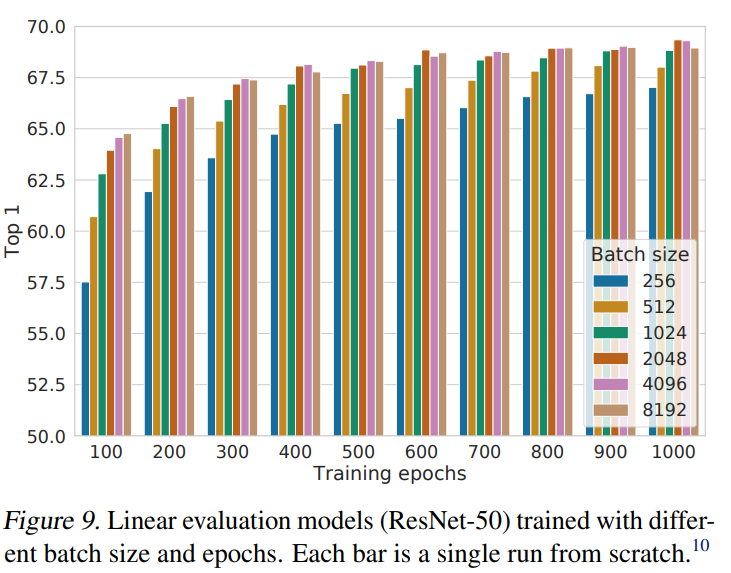 70.0
67.5
65.0
62.5
60.0
57.5
55.0
52.5
50.0
Top 1
Batch size
256
512
1024
2048
4096
8192
100 200 300 400 500 600 700 800 900 1000
Training epochs
Figure 9. Linear evaluation models (ResNet-50) trained with differ-
ent batch size and epochs. Each bar is a single run from scratch.10